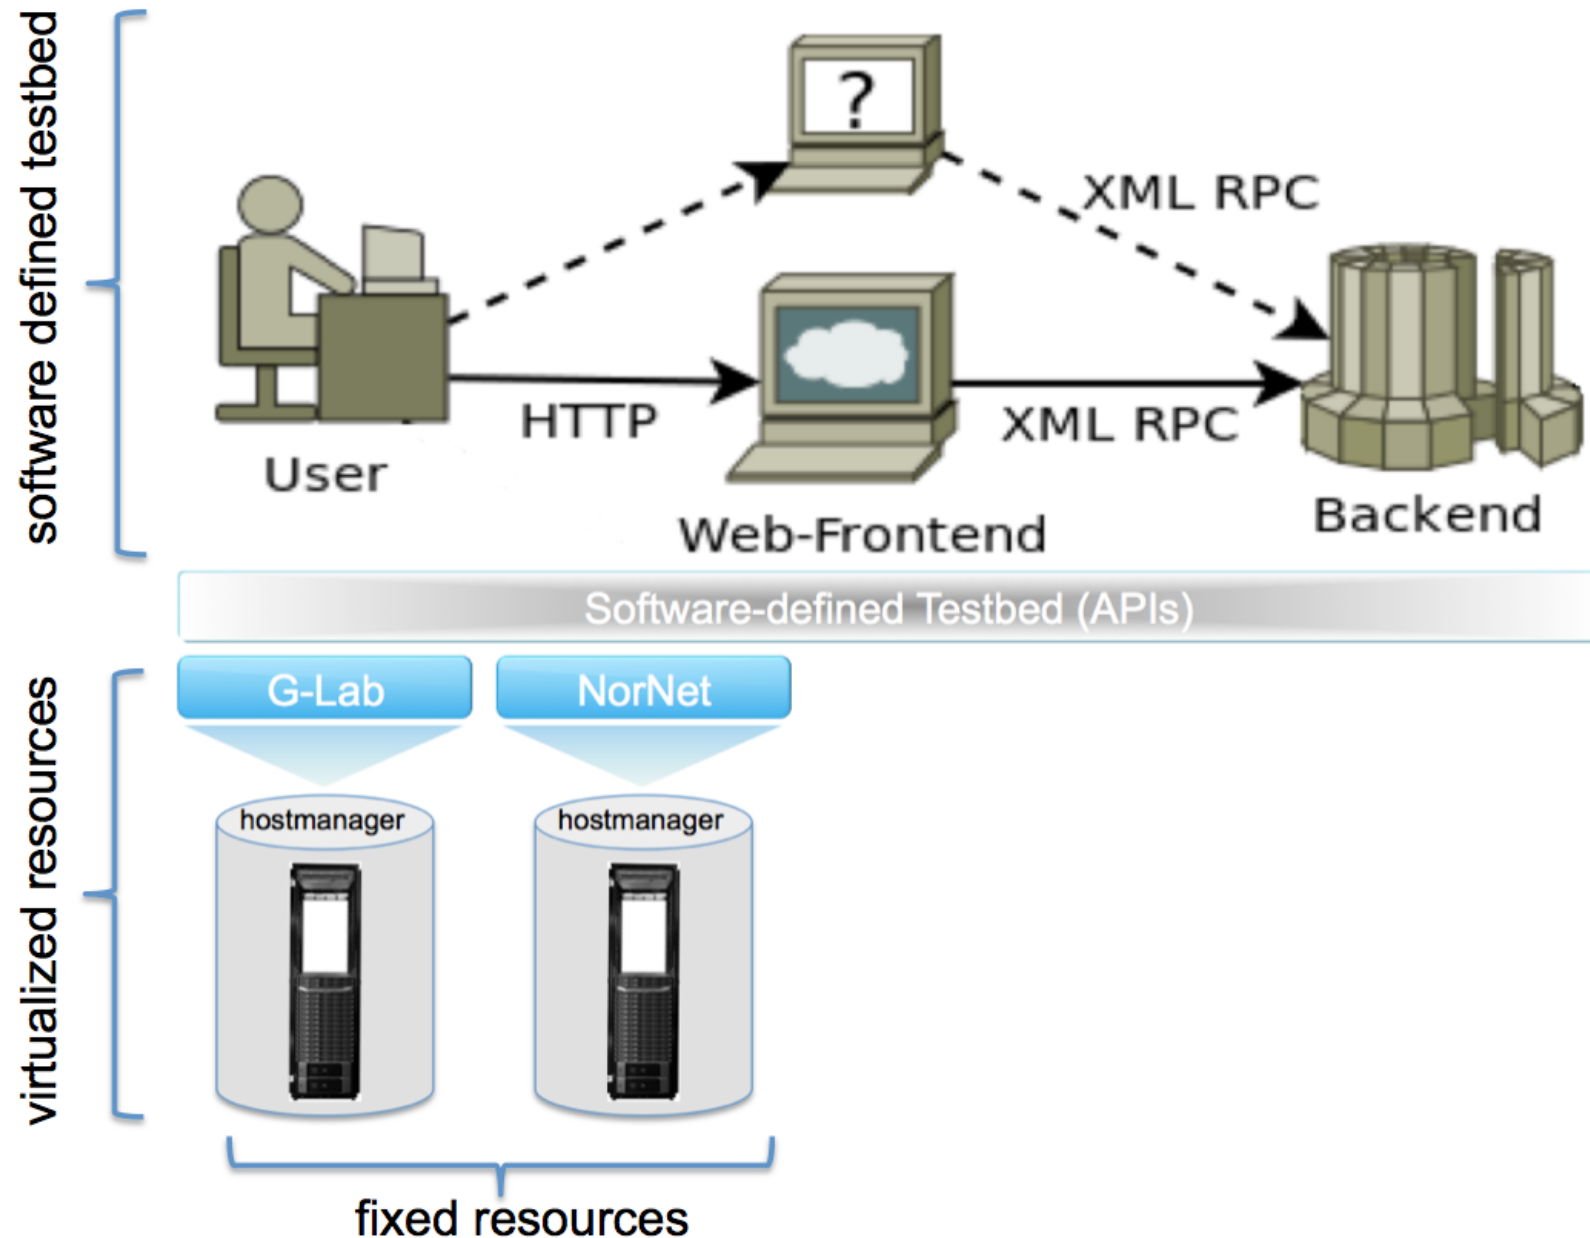 software defined testbed
?
XML RPC
HTTP
XML RPC
User
Web-Frontend
Backend
Software-defined Testbed (APIs)
virtualized resources
G-Lab
NorNet
hostmanager
hostmanager
fixed resources